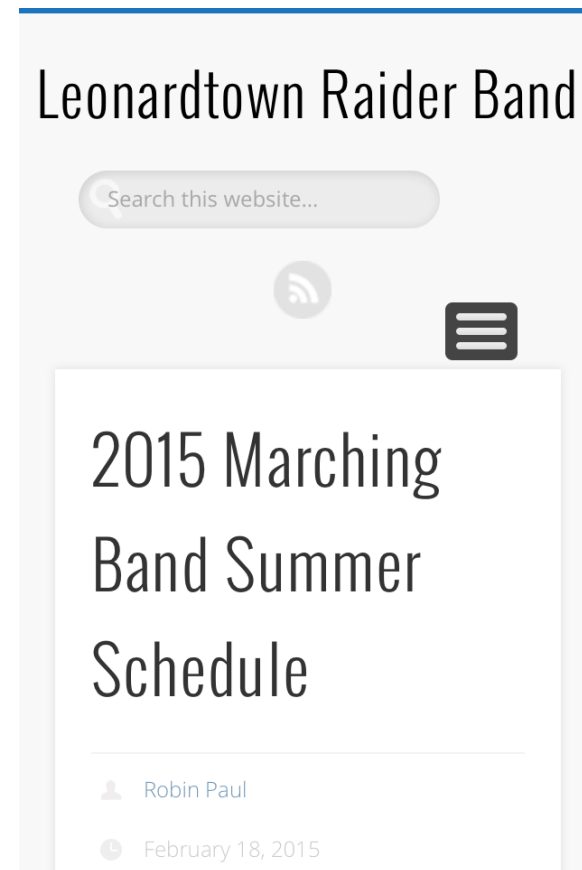 Leonardtown Raider Band
Search this website...
2015 Marching
Band Summer
Schedule
Robin Paul
February 18, 2015